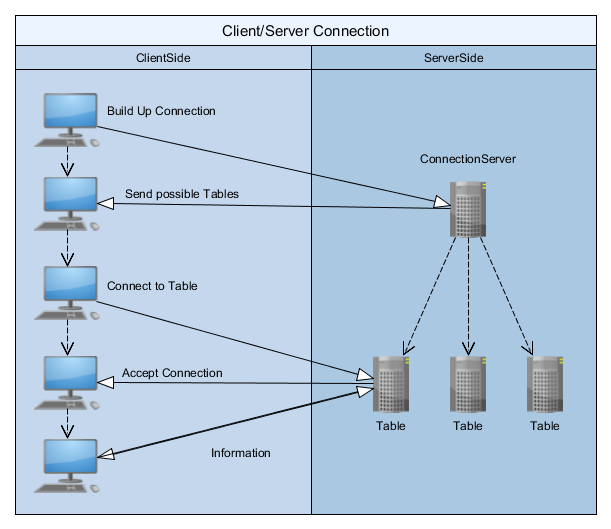 Client/Server Connection
ClientSide
ServerSide
Build Up Connection
ConnectionServer
Send possible Tables
Connect to Table
Accept Connection
Table
Table
Table
Information